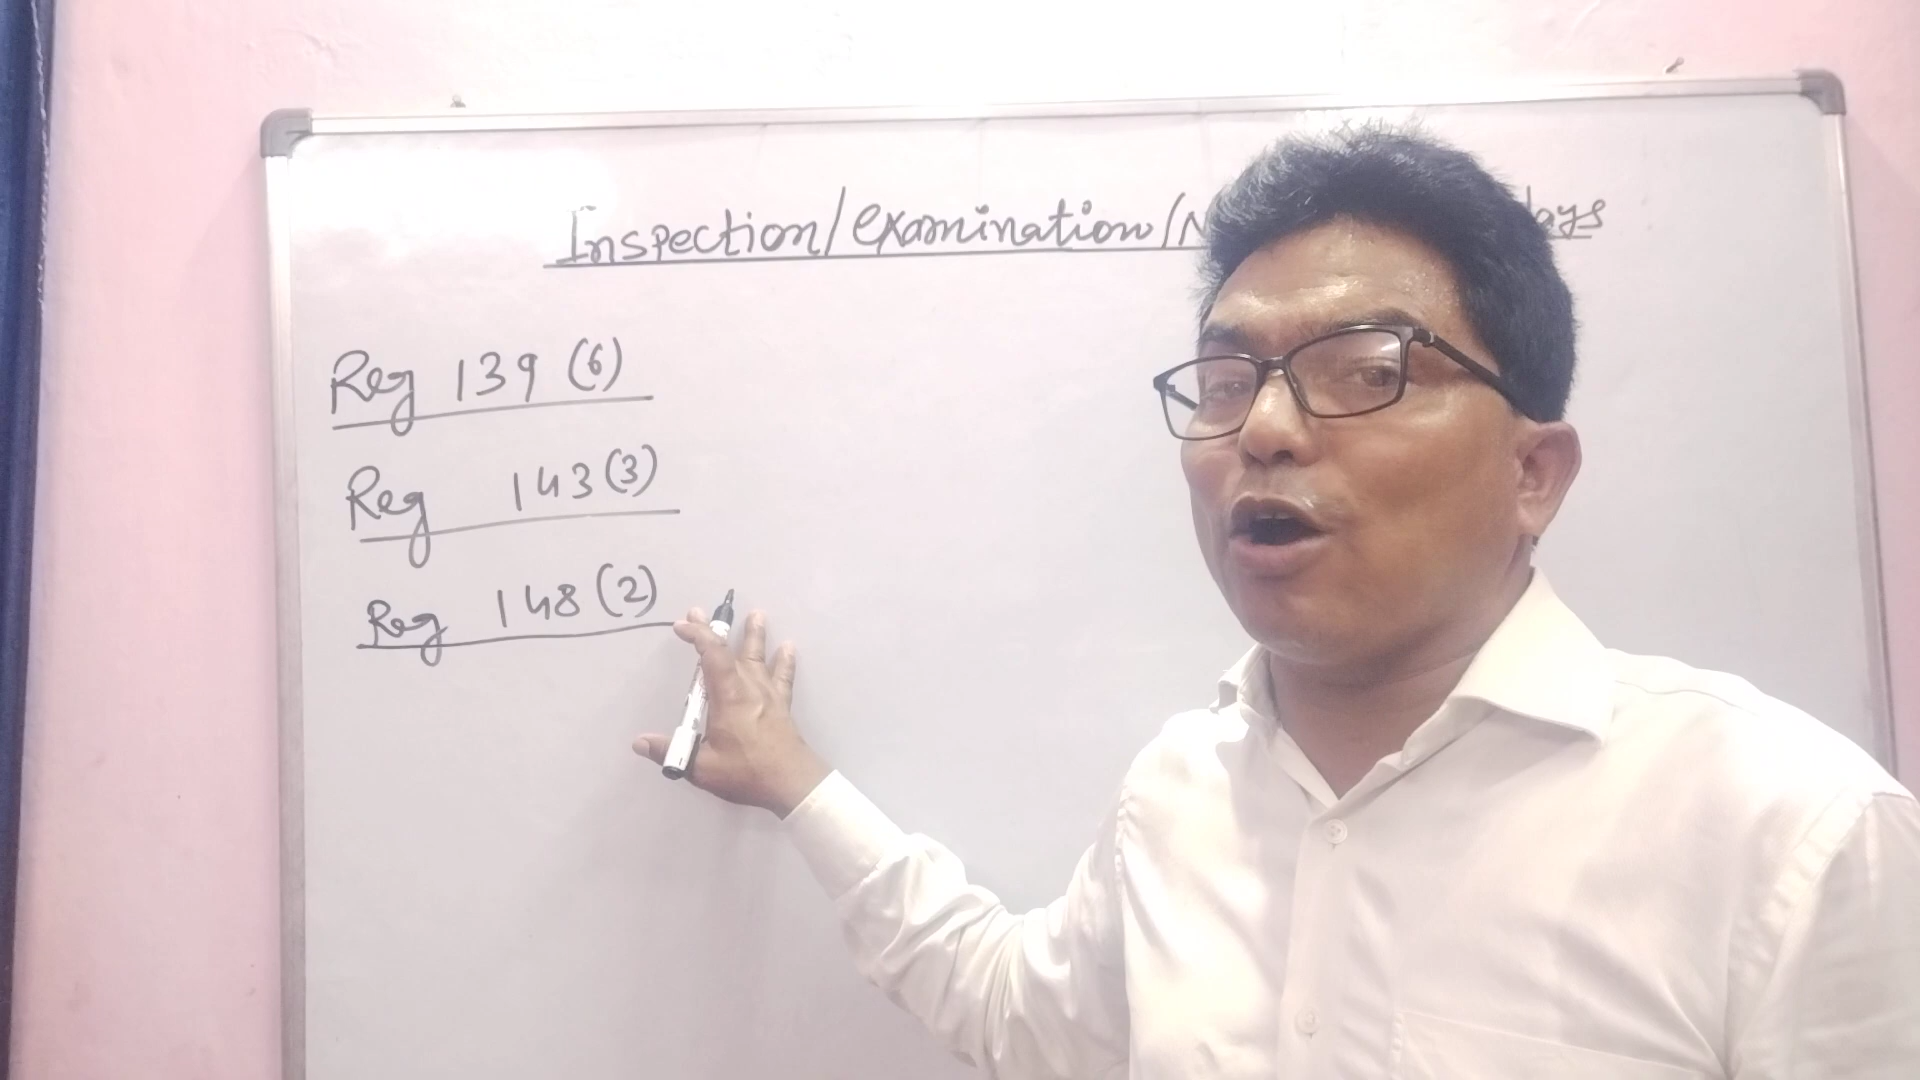 Inspection/examination/
Reg 139 (6)
Reg 143 (3)
Reg 148 (2)